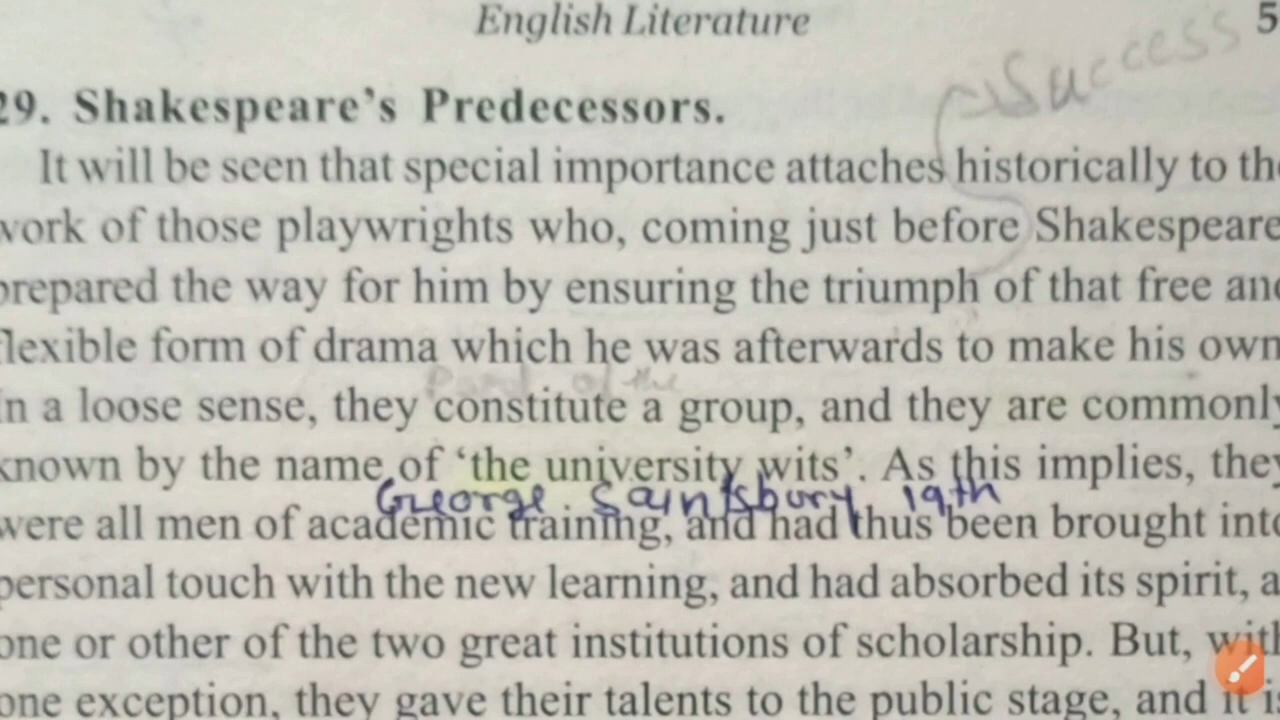 English Literature 5
Success
29. Shakespeare's Predecessors.
It will be seen that special importance attaches historically to the
work of those playwrights who, coming just before Shakespeare
prepared the way for him by ensuring the triumph of that free and
flexible form of drama which he was afterwards to make his own
of the
In a loose sense, they constitute a group, and they are commonly
known by the name of ‘the university wits’. As this implies, they
George Saintsbury 19th
were all men of academic training, and had thus been brought into
personal touch with the new learning, and had absorbed its spirit, a
one or other of the two great institutions of scholarship. But, with
one exception, they gave their talents to the public stage, and it is